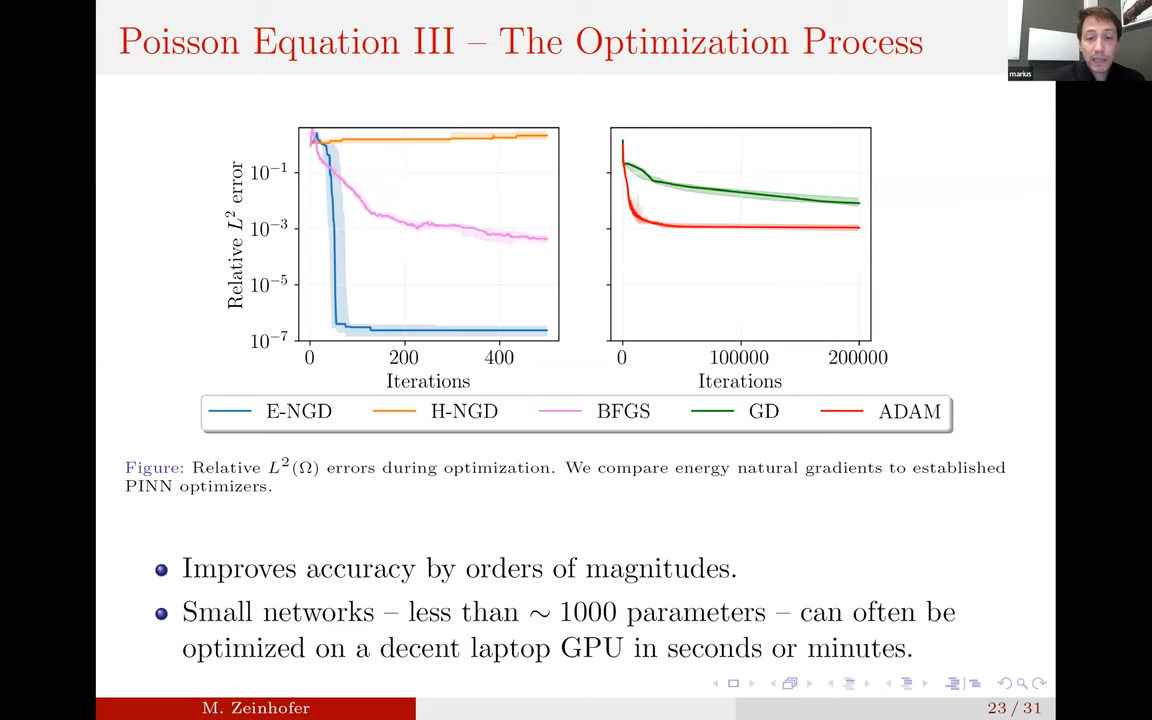 Poisson Equation III – The Optimization Process
marius
Relative L² error
10⁻¹
10⁻³
10⁻⁵
10⁻⁷
0 200 400
Iterations
0 100000 200000
Iterations
E-NGD H-NGD BFGS GD ADAM
Figure: Relative L²(Ω) errors during optimization. We compare energy natural gradients to established
PINN optimizers.
Improves accuracy by orders of magnitudes.
Small networks – less than ∼ 1000 parameters – can often be
optimized on a decent laptop GPU in seconds or minutes.
M. Zeinhofer
23 / 31